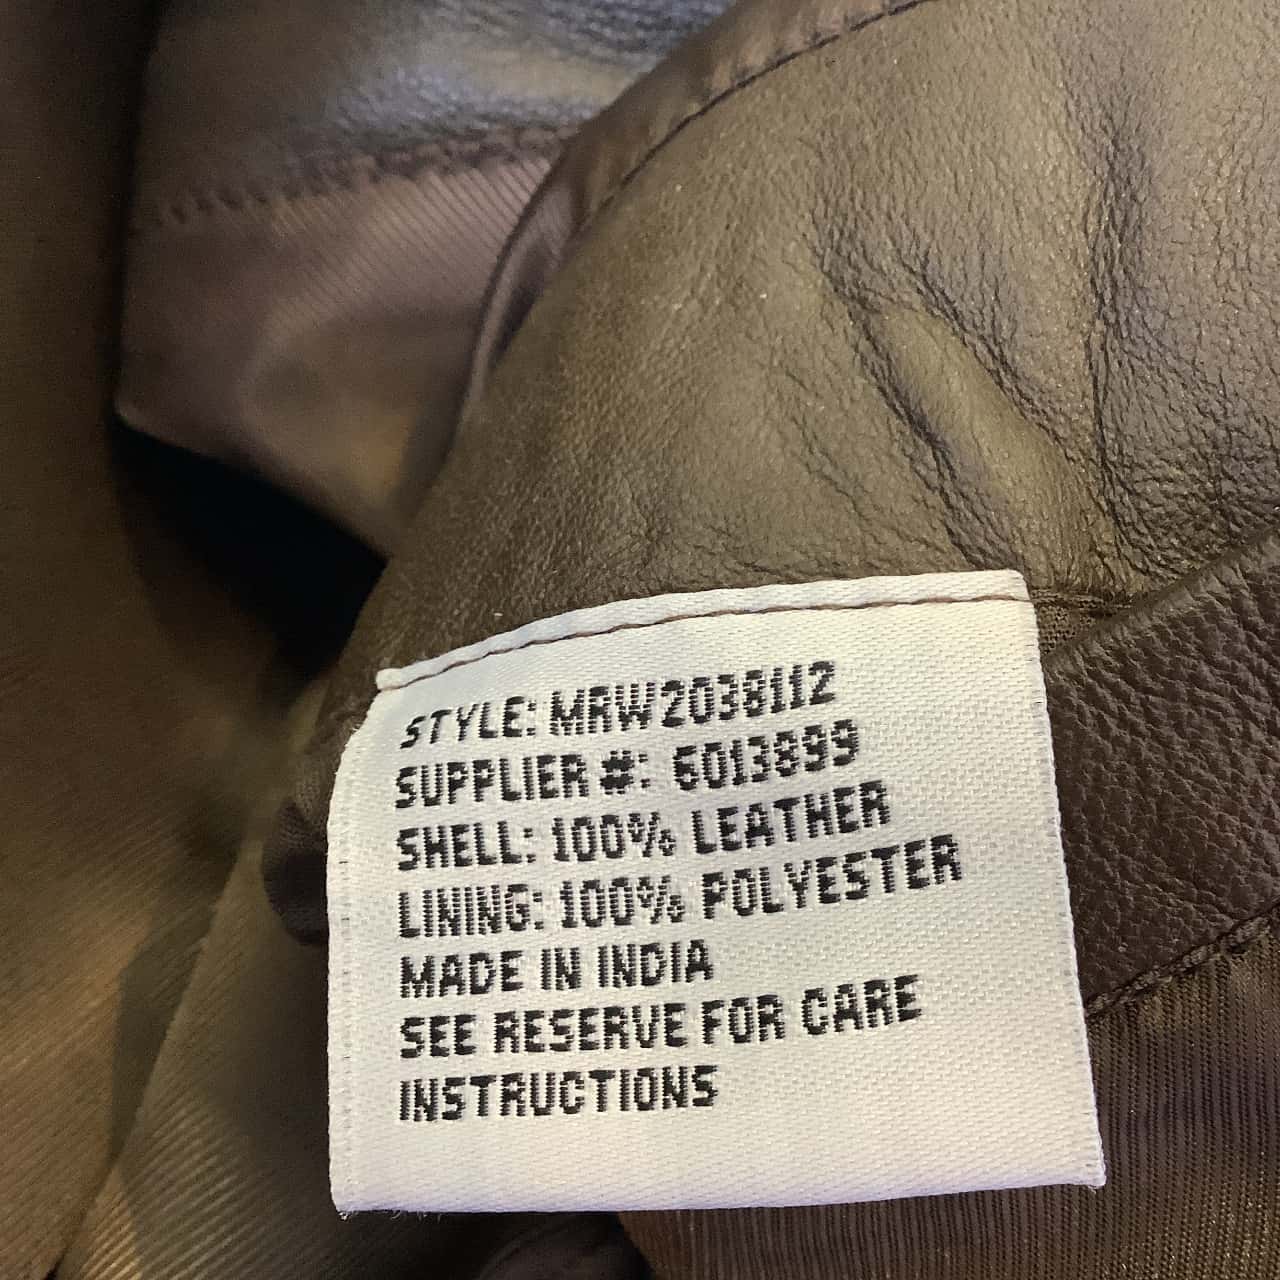 STYLE: MRW2038112
SUPPLIER #: 6013899
SHELL: 100% LEATHER
LINING: 100% POLYESTER
MADE IN INDIA
SEE RESERVE FOR CARE
INSTRUCTIONS